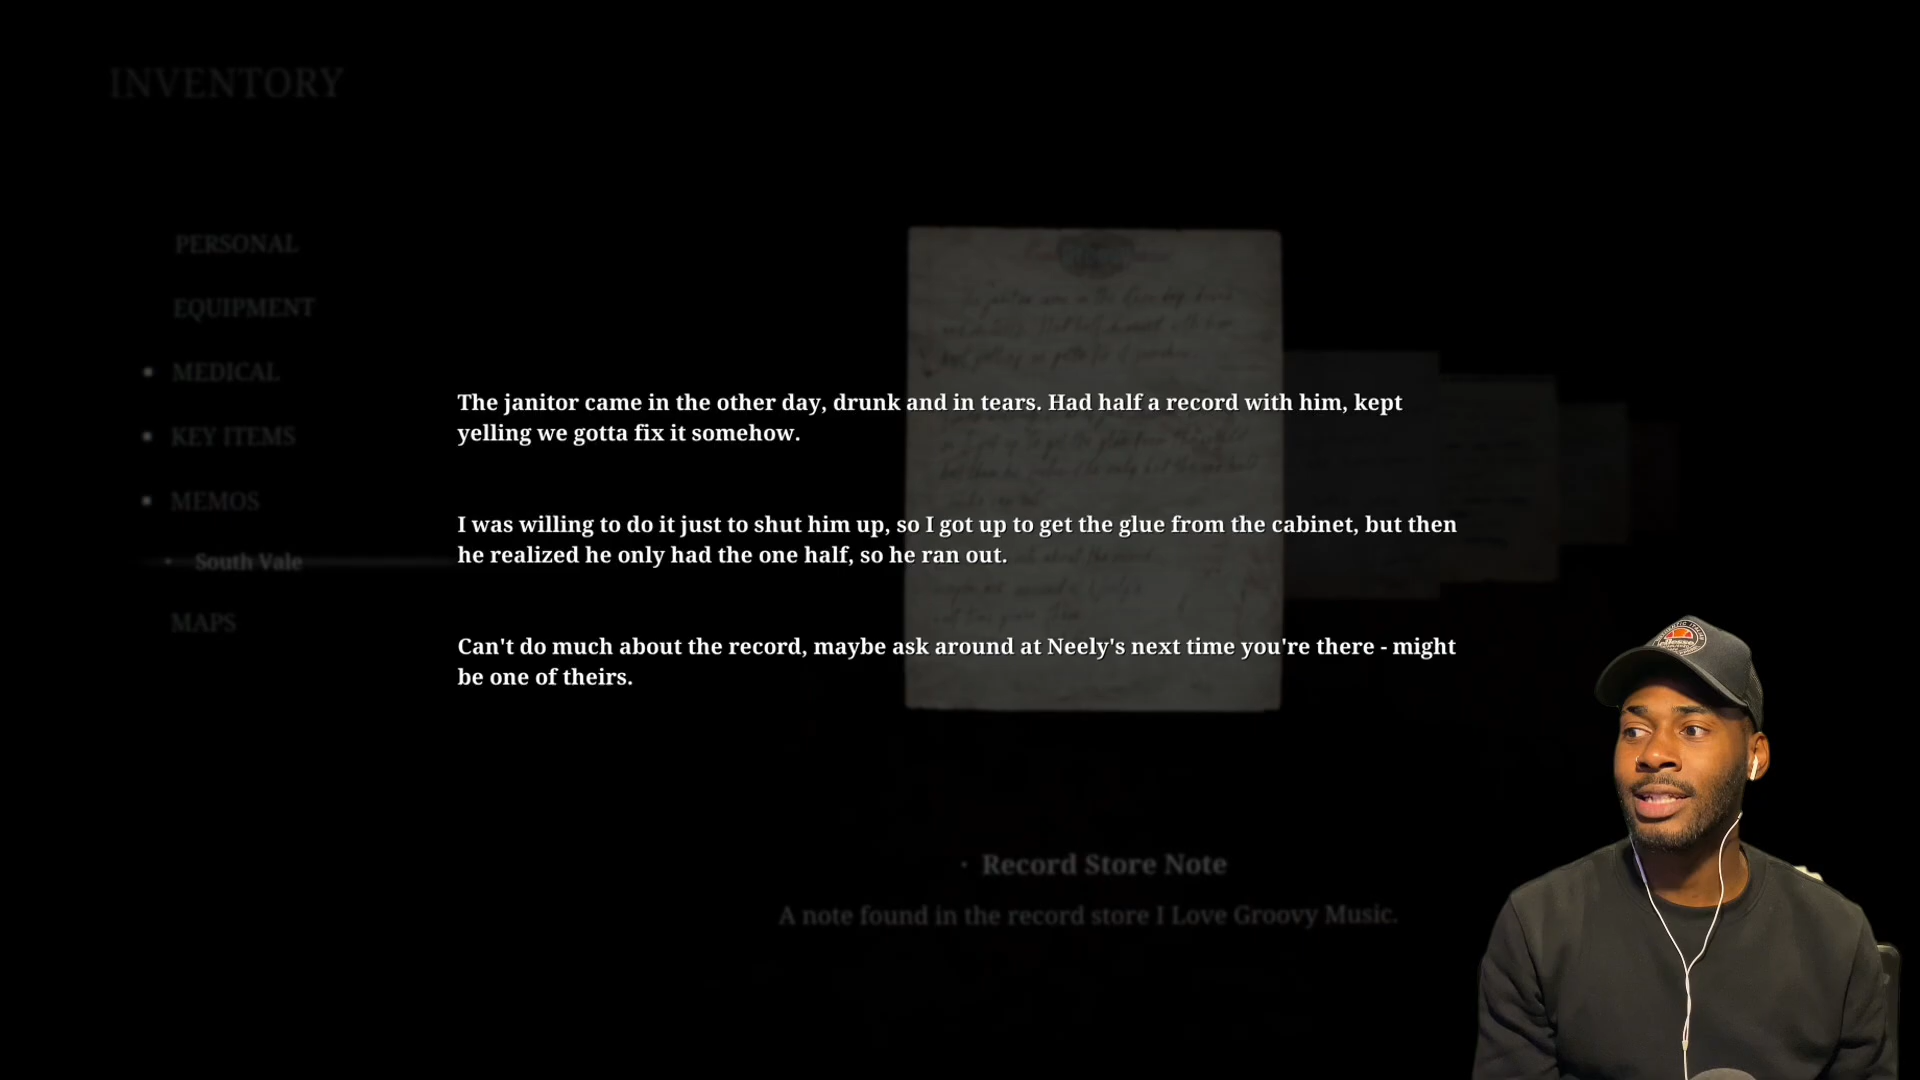 INVENTORY
PERSONAL
EQUIPMENT
MEDICAL
KEY ITEMS
MEMOS
South Vale
MAPS
The janitor came in the other day, drunk and in tears. Had half a record with him, kept
yelling we gotta fix it somehow.
I was willing to do it just to shut him up, so I got up to get the glue from the cabinet, but then
he realized he only had the one half, so he ran out.
Can't do much about the record, maybe ask around at Neely's next time you're there - might
be one of theirs.
Record Store Note
A note found in the record store I Love Groovy Music.
ellesse